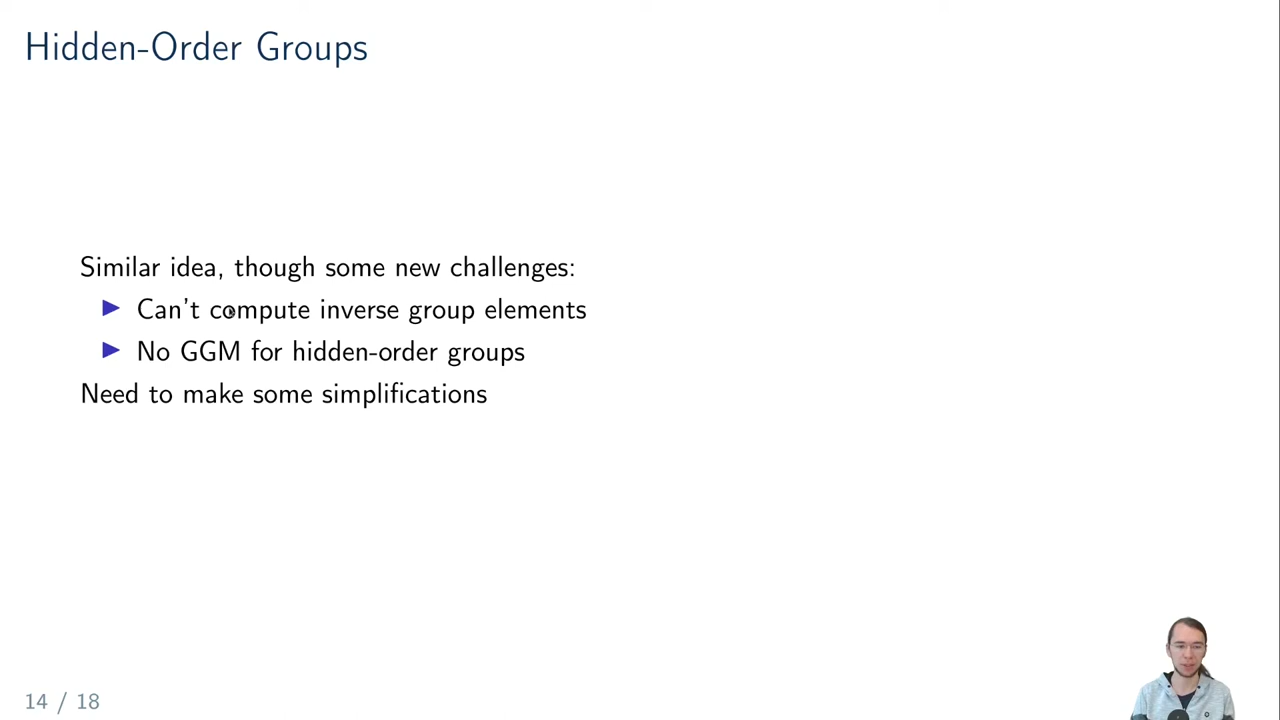 Hidden-Order Groups
Similar idea, though some new challenges:
Can't compute inverse group elements
No GGM for hidden-order groups
Need to make some simplifications
14 / 18